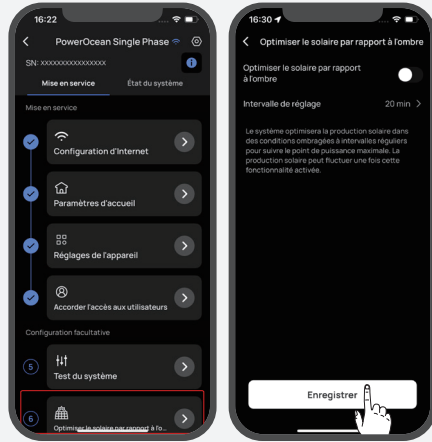 16:22
PowerOcean Single Phase
SN: xxxxxxxxxxxxxxx
Mise en service
État du système
Mise en service
Configuration d'Internet
Paramètres d'accueil
Réglages de l'appareil
Accorder l'accès aux utilisateurs
Configuration facultative
5
Test du système
6
Optimiser le solaire par rapport à l'o...
16:30
Optimiser le solaire par rapport à l'ombre
Optimiser le solaire par rapport
à l'ombre
Intervalle de réglage
20 min
Le système optimisera la production solaire dans
des conditions ombragées à intervalles réguliers
pour suivre le point de puissance maximale. La
production solaire peut fluctuer une fois cette
fonctionnalité activée.
Enregistrer